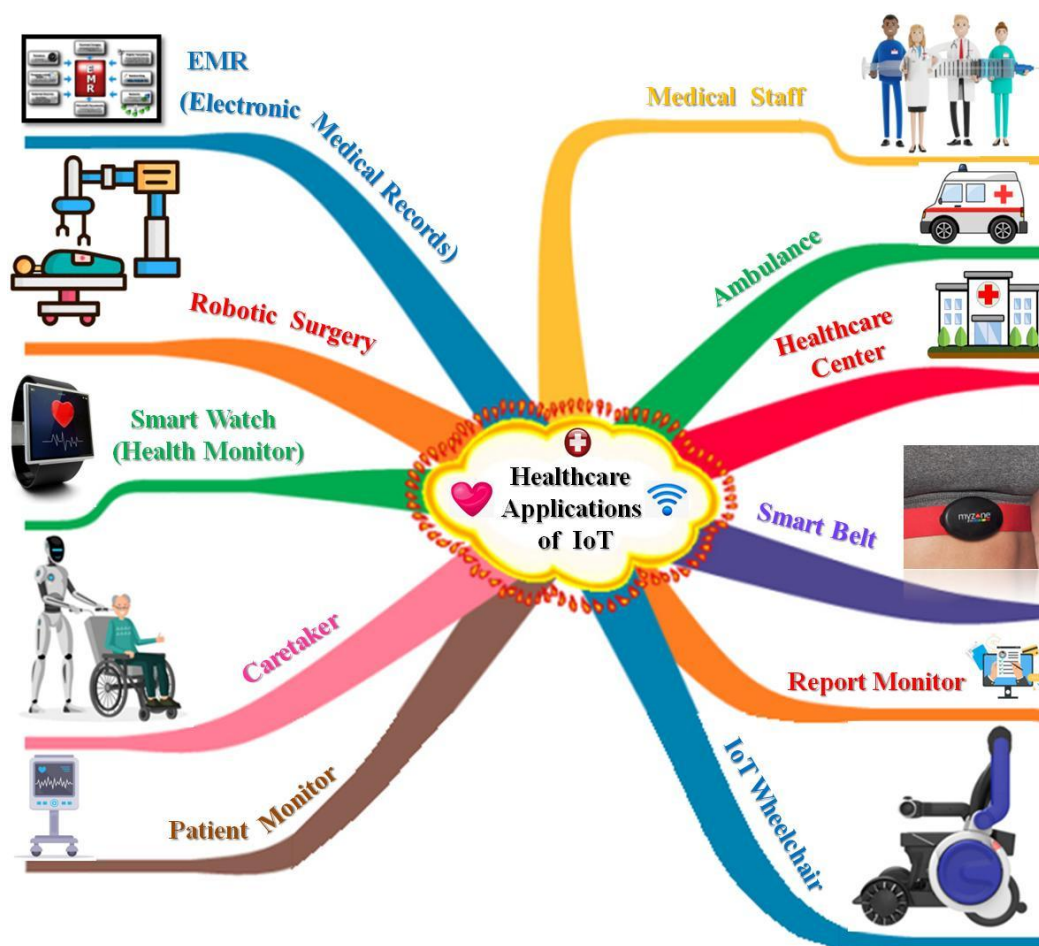 EMR
(Electronic Medical Records)
EMR
Robotic Surgery
Smart Watch
(Health Monitor)
Caretaker
Patient Monitor
Healthcare
Applications
of IoT
Medical Staff
Ambulance
Healthcare
Center
Smart Belt
myzone
Report Monitor
IoT Wheelchair